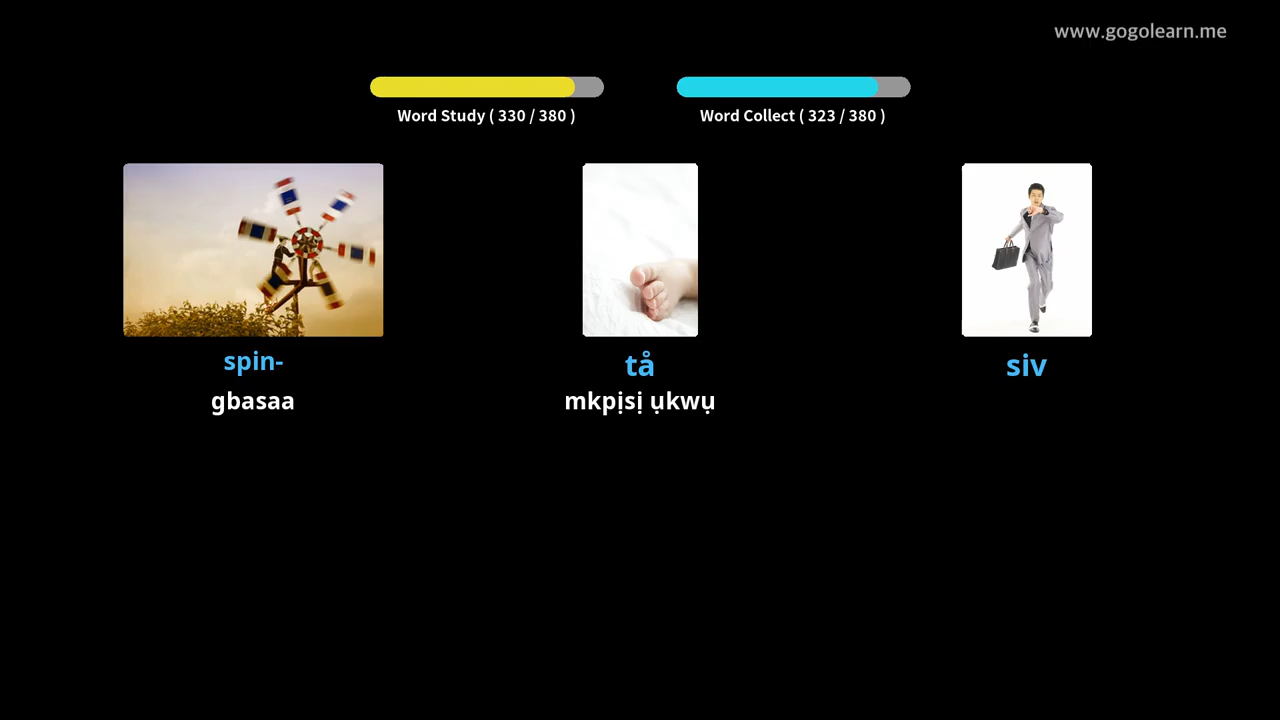 www.gogolearn.me
Word Study ( 330 / 380 )
Word Collect ( 323 / 380 )
spin-
gbasaa
tå
mkpịsị ụkwụ
siv